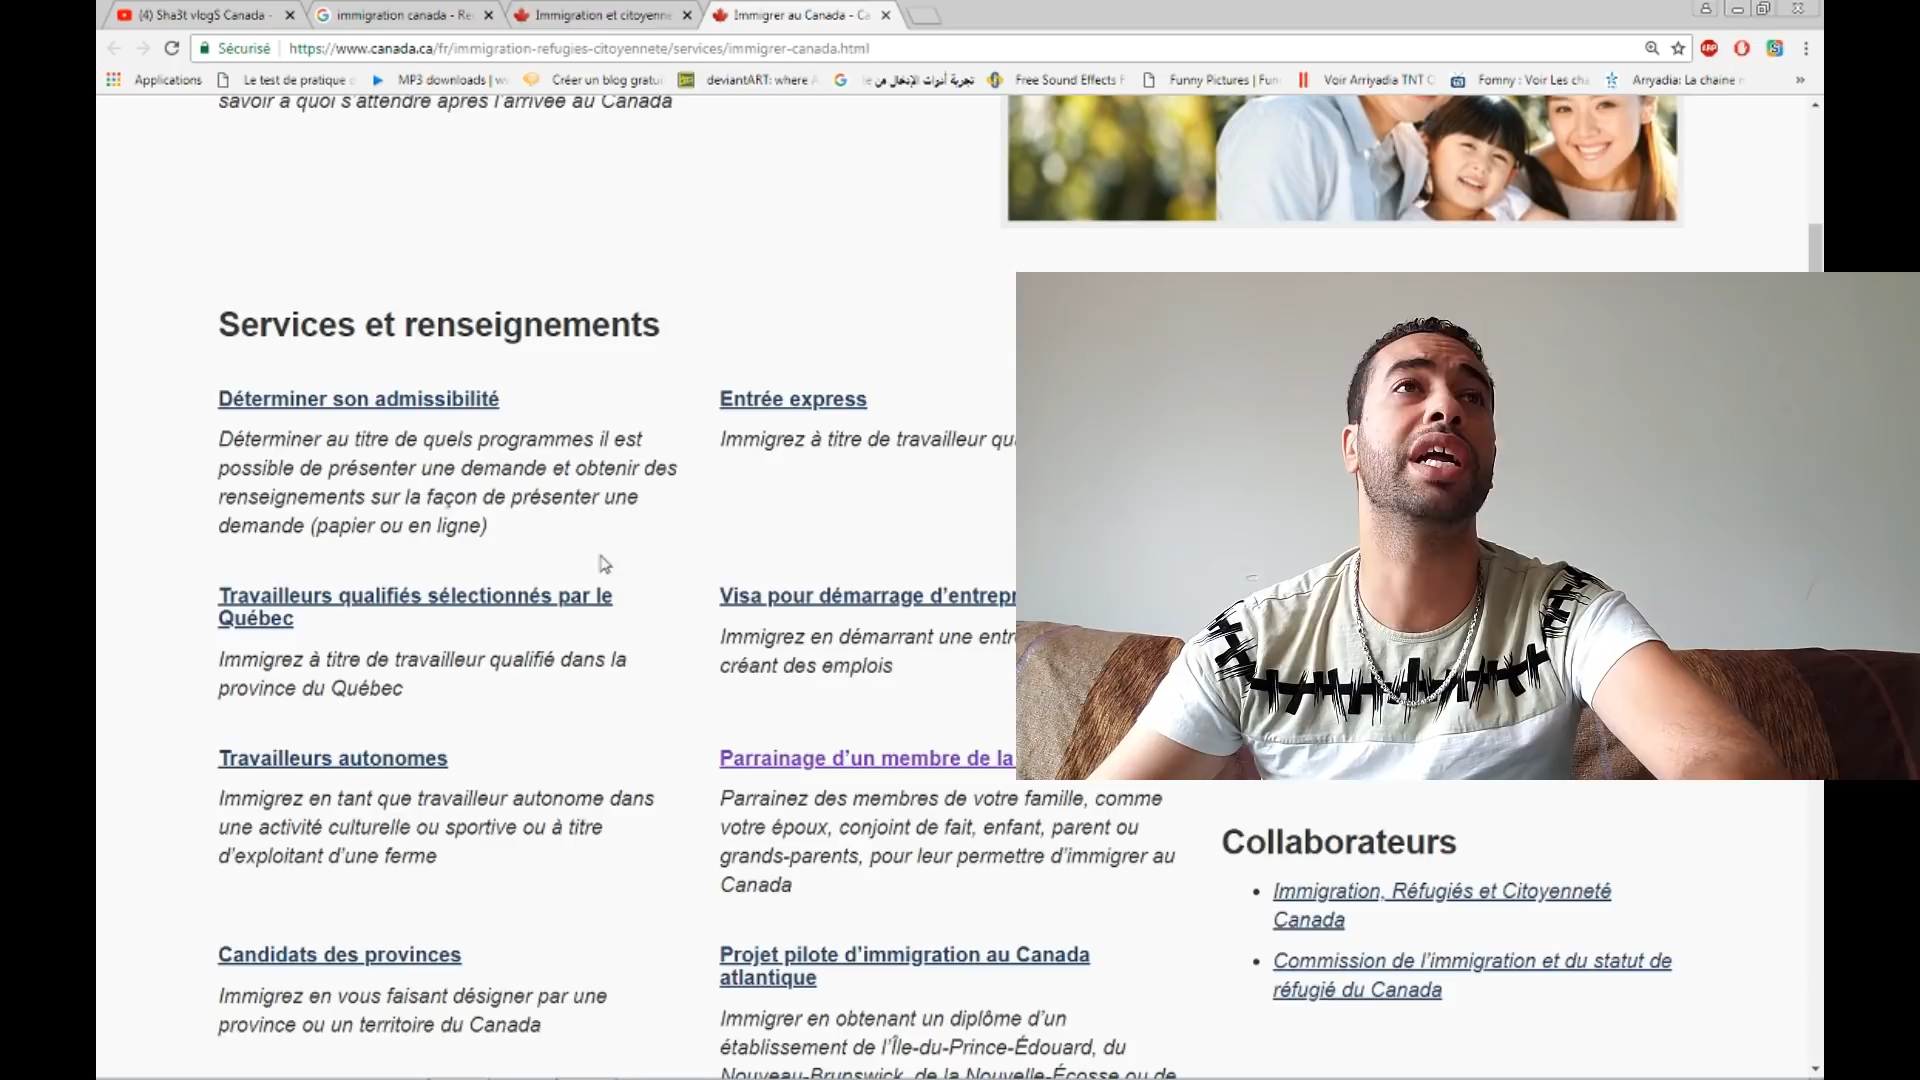 (4) Sha3t vlogS Canada -
immigration canada - Re
Immigration et citoyenne
Immigrer au Canada - Ca
Sécurisé
https://www.canada.ca/fr/immigration-refugies-citoyennete/services/immigrer-canada.html
Applications
Le test de pratique
MP3 downloads | w
Créer un blog gratu
deviantART: where A
تجربة أدوات الإدخال من
Free Sound Effects F
Funny Pictures | Fun
Voir Arriyadia TNT
Fomny : Voir Les cha
Arryadia: La chaine
»
savoir à quoi s'attendre après l'arrivée au Canada
Services et renseignements
Déterminer son admissibilité
Déterminer au titre de quels programmes il est
possible de présenter une demande et obtenir des
renseignements sur la façon de présenter une
demande (papier ou en ligne)
Entrée express
Immigrez à titre de travailleur qu
Travailleurs qualifiés sélectionnés par le
Québec
Immigrez à titre de travailleur qualifié dans la
province du Québec
Visa pour démarrage d'entrepr
Immigrez en démarrant une entr
créant des emplois
Travailleurs autonomes
Immigrez en tant que travailleur autonome dans
une activité culturelle ou sportive ou à titre
d'exploitant d'une ferme
Parrainage d'un membre de la
Parrainez des membres de votre famille, comme
votre époux, conjoint de fait, enfant, parent ou
grands-parents, pour leur permettre d'immigrer au
Canada
Candidats des provinces
Immigrez en vous faisant désigner par une
province ou un territoire du Canada
Projet pilote d'immigration au Canada
atlantique
Immigrer en obtenant un diplôme d'un
établissement de l'Île-du-Prince-Édouard, du
Nouveau-Brunswick, de la Nouvelle-Écosse ou de
Collaborateurs
Immigration, Réfugiés et Citoyenneté
Canada
Commission de l'immigration et du statut de
réfugié du Canada